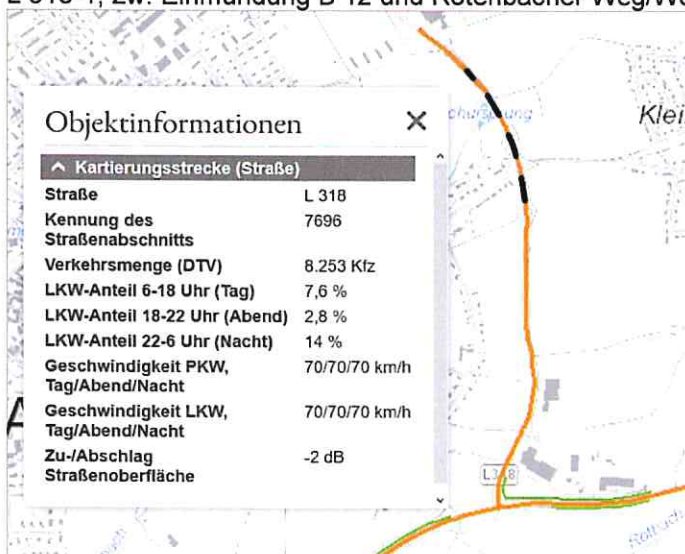 L 318-1, zw. Einmündung B 12 und Rotenbacher Weg/We
Objektinformationen ×
Kartierungsstrecke (Straße)
Straße L 318
Kennung des Straßenabschnitts 7696
Verkehrsmenge (DTV) 8.253 Kfz
LKW-Anteil 6-18 Uhr (Tag) 7,6 %
LKW-Anteil 18-22 Uhr (Abend) 2,8 %
LKW-Anteil 22-6 Uhr (Nacht) 14 %
Geschwindigkeit PKW, Tag/Abend/Nacht 70/70/70 km/h
Geschwindigkeit LKW, Tag/Abend/Nacht 70/70/70 km/h
Zu-/Abschlag Straßenoberfläche -2 dB
Klei
L318